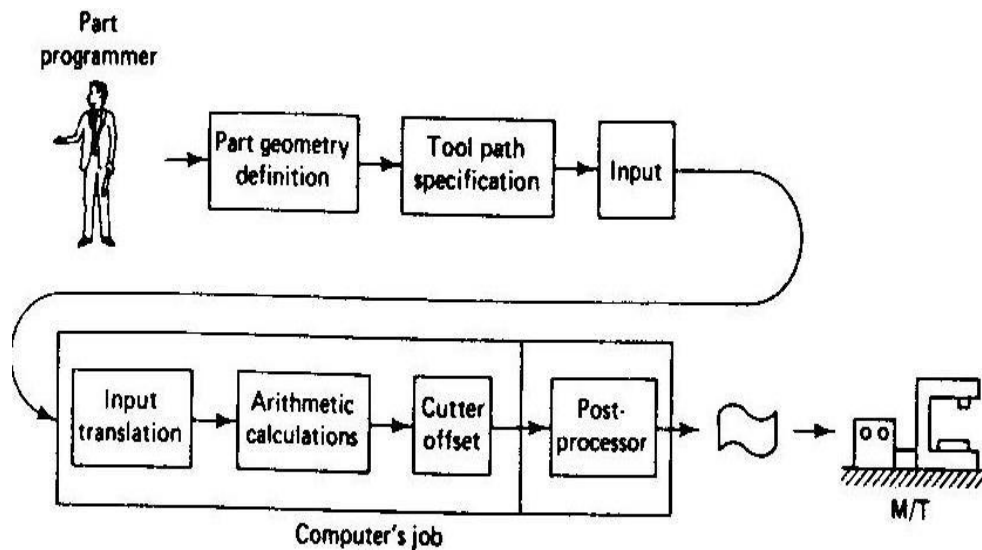 Part
programmer
Part geometry
definition
Tool path
specification
Input
Input
translation
Arithmetic
calculations
Cutter
offset
Post-
processor
Computer's job
M/T